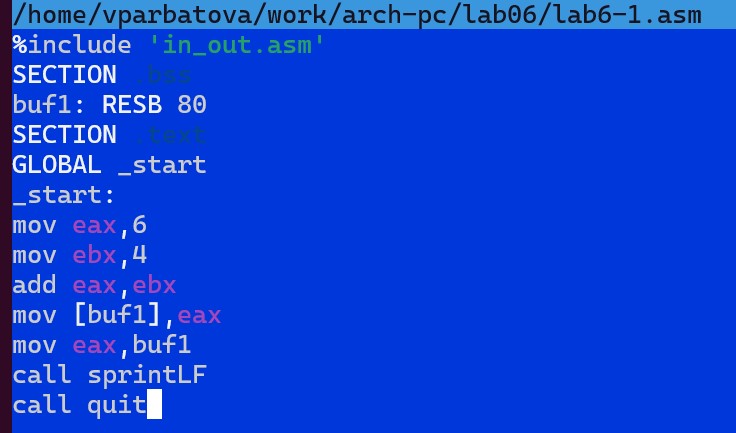 /home/vparbatova/work/arch-pc/lab06/lab6-1.asm
%include 'in_out.asm'
SECTION .bss
buf1: RESB 80
SECTION .text
GLOBAL _start
_start:
mov eax,6
mov ebx,4
add eax,ebx
mov [buf1],eax
mov eax,buf1
call sprintLF
call quit